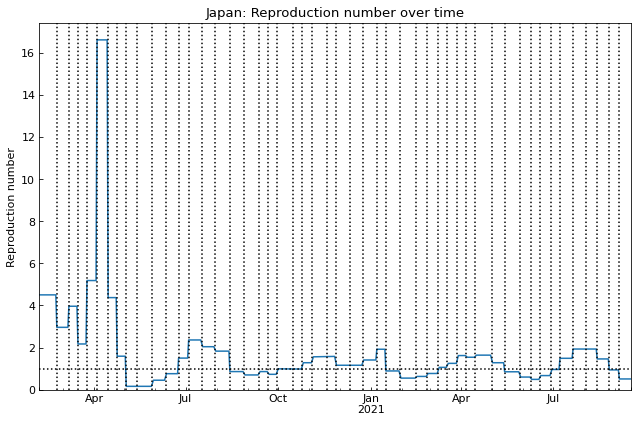 Japan: Reproduction number over time
Reproduction number
16
14
12
10
8
6
4
2
0
Apr
Jul
Oct
Jan
2021
Apr
Jul